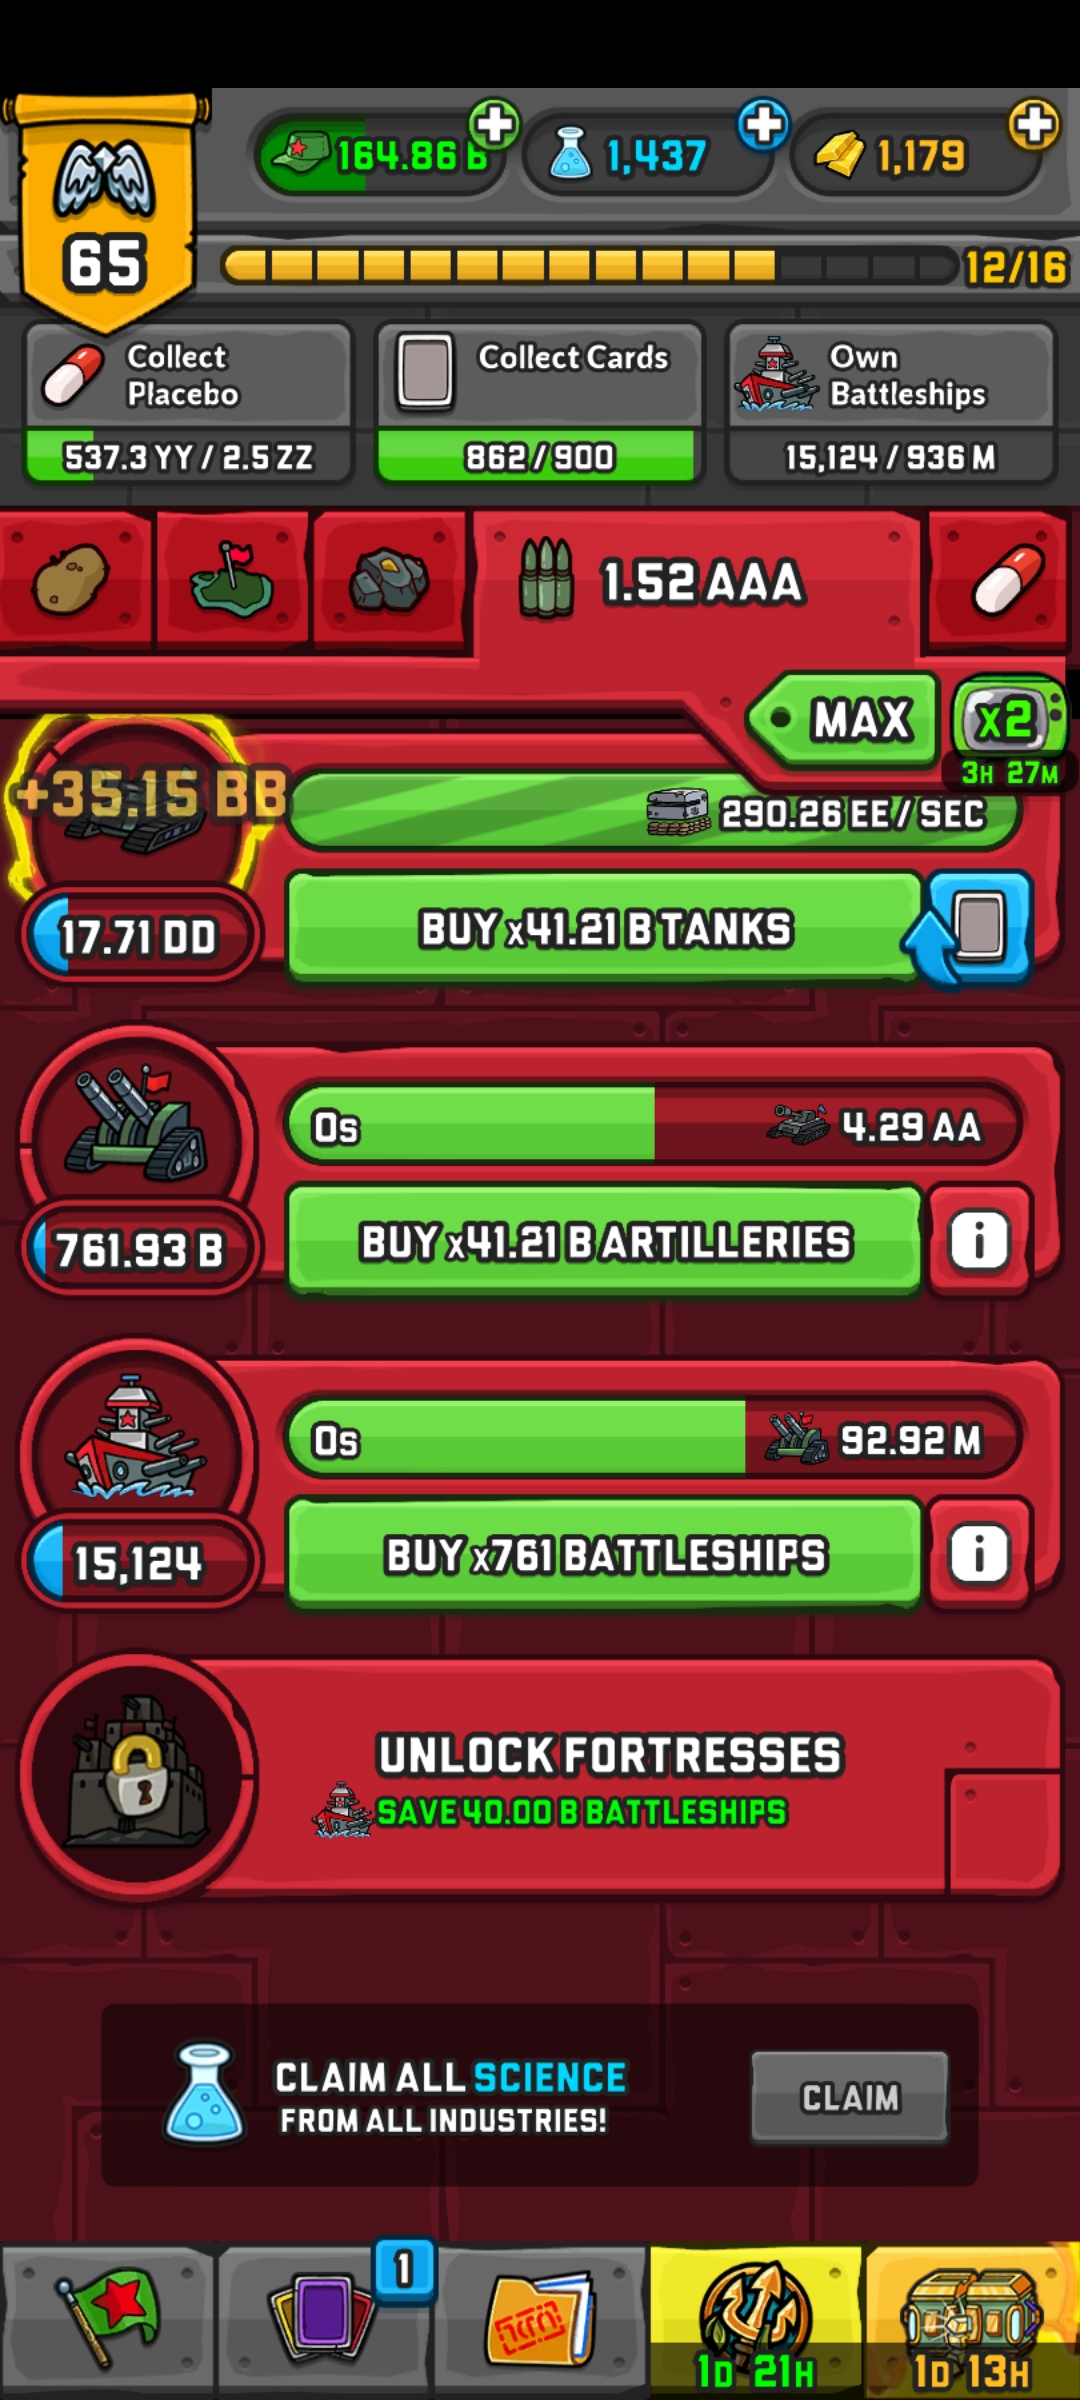 164.86 B
1,437
1,179
65
12/16
Collect
Placebo
537.3 YY / 2.5 ZZ
Collect Cards
862/900
Own
Battleships
15,124 / 936 M
1.52 AAA
MAX
x2
3H 27M
+35.15 BB
290.26 EE / SEC
17.71 DD
BUY x41.21 B TANKS
0s
4.29 AA
761.93 B
BUY x41.21 B ARTILLERIES
i
0s
92.92 M
15,124
BUY x761 BATTLESHIPS
i
UNLOCK FORTRESSES
SAVE 40.00 B BATTLESHIPS
CLAIM ALL SCIENCE
FROM ALL INDUSTRIES!
CLAIM
1
1D 21H
1D 13H